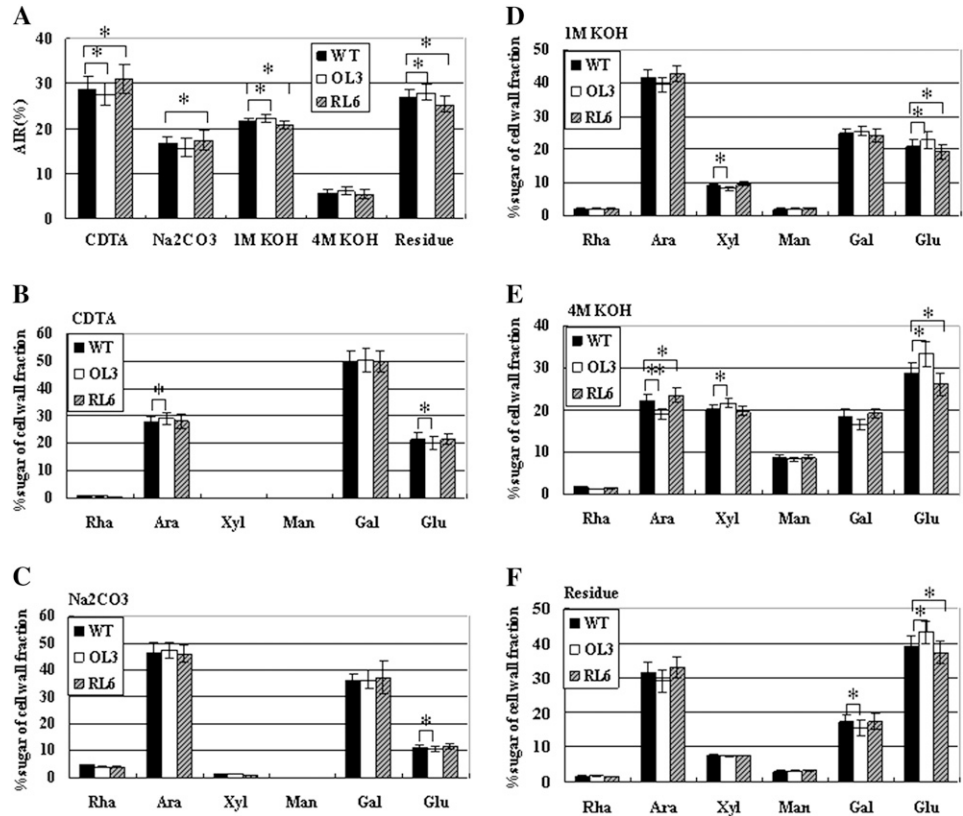 A
AIR(%)
40
30
20
10
0
*
*
*
*
*
*
*
WT
OL3
RL6
CDTA Na2CO3 1M KOH 4M KOH Residue
B
CDTA
% sugar of cell wall fraction
60
50
40
30
20
10
0
WT
OL3
RL6
*
*
Rha Ara Xyl Man Gal Glu
C
Na2CO3
% sugar of cell wall fraction
50
40
30
20
10
0
WT
OL3
RL6
*
Rha Ara Xyl Man Gal Glu
D
1M KOH
% sugar of cell wall fraction
50
40
30
20
10
0
WT
OL3
RL6
*
*
*
Rha Ara Xyl Man Gal Glu
E
4M KOH
% sugar of cell wall fraction
40
30
20
10
0
WT
OL3
RL6
*
**
*
*
*
Rha Ara Xyl Man Gal Glu
F
Residue
% sugar of cell wall fraction
50
40
30
20
10
0
WT
OL3
RL6
*
*
*
Rha Ara Xyl Man Gal Glu